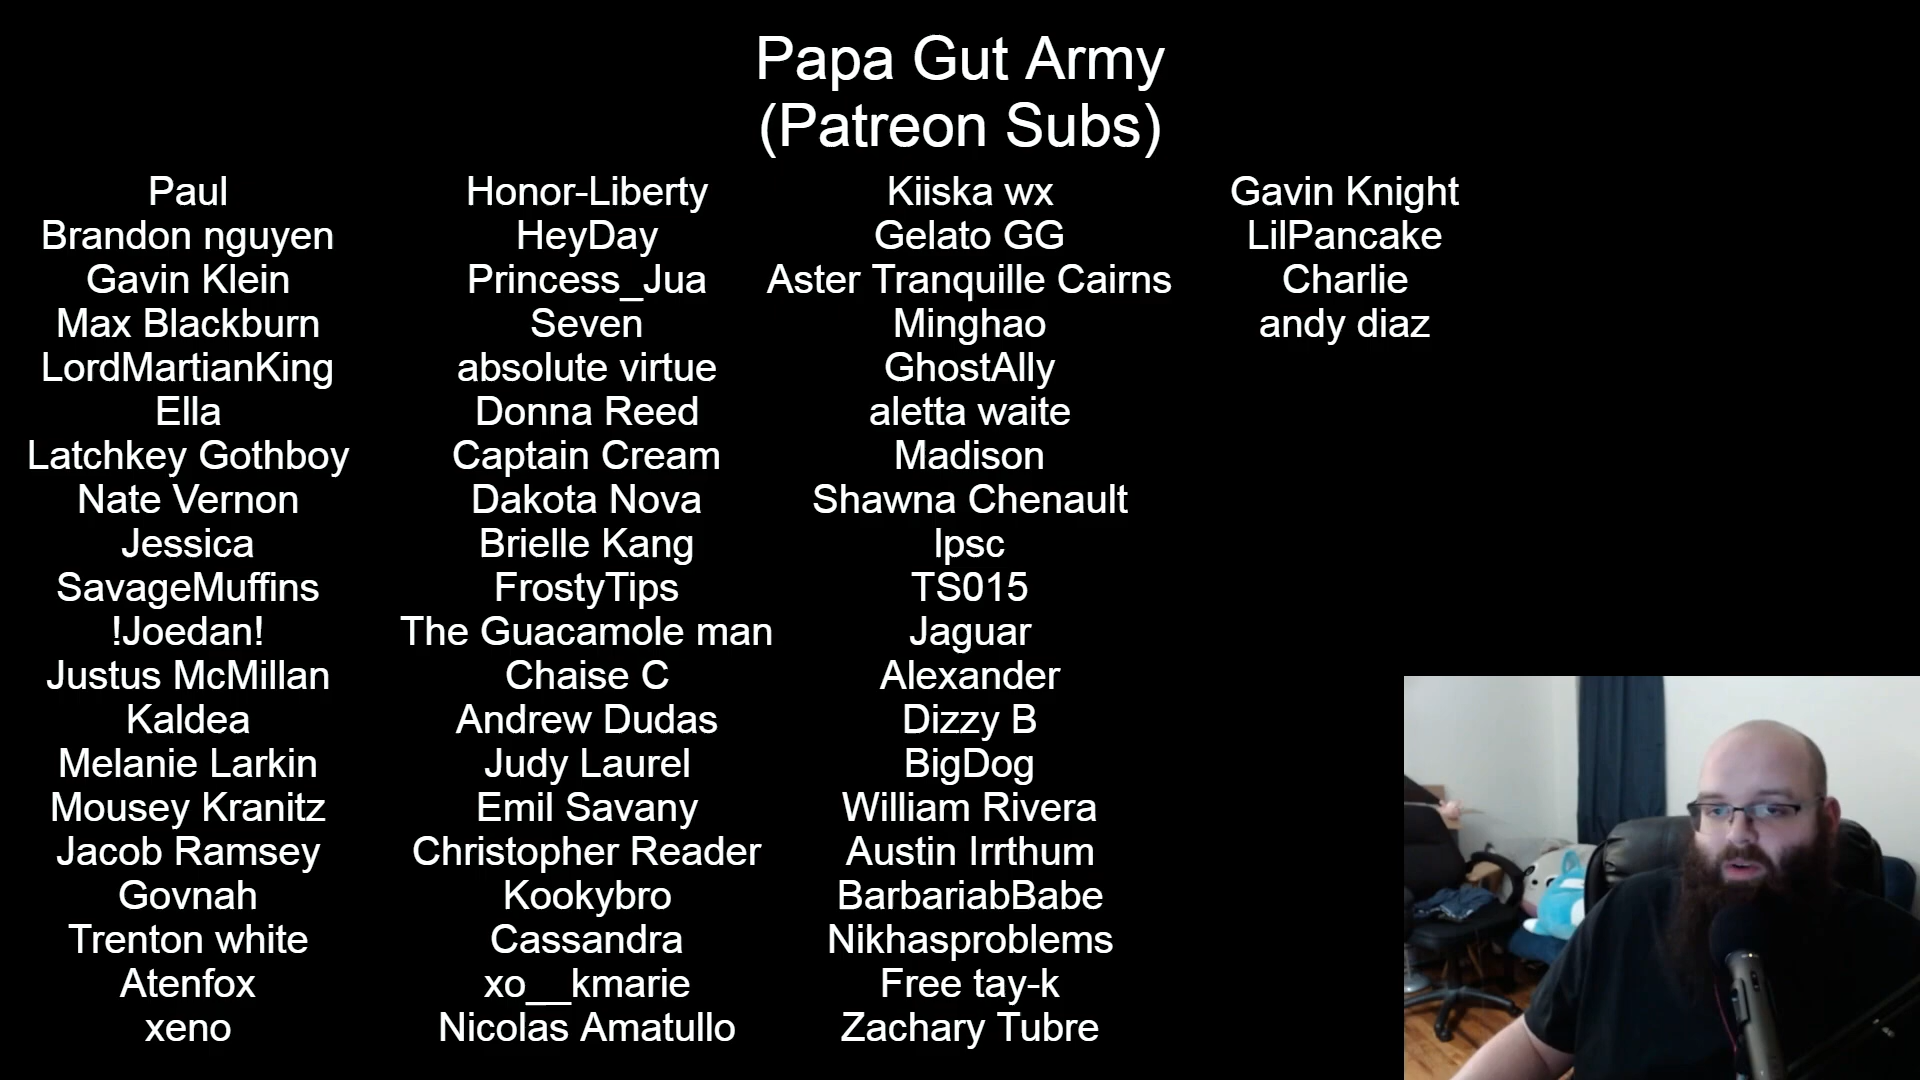 Papa Gut Army
(Patreon Subs)
Paul
Brandon nguyen
Gavin Klein
Max Blackburn
LordMartianKing
Ella
Latchkey Gothboy
Nate Vernon
Jessica
SavageMuffins
!Joedan!
Justus McMillan
Kaldea
Melanie Larkin
Mousey Kranitz
Jacob Ramsey
Govnah
Trenton white
Atenfox
xeno
Honor-Liberty
HeyDay
Princess_Jua
Seven
absolute virtue
Donna Reed
Captain Cream
Dakota Nova
Brielle Kang
FrostyTips
The Guacamole man
Chaise C
Andrew Dudas
Judy Laurel
Emil Savany
Christopher Reader
Kookybro
Cassandra
xo__kmarie
Nicolas Amatullo
Kiiska wx
Gelato GG
Aster Tranquille Cairns
Minghao
GhostAlly
aletta waite
Madison
Shawna Chenault
Ipsc
TS015
Jaguar
Alexander
Dizzy B
BigDog
William Rivera
Austin Irrthum
BarbariabBabe
Nikhasproblems
Free tay-k
Zachary Tubre
Gavin Knight
LilPancake
Charlie
andy diaz